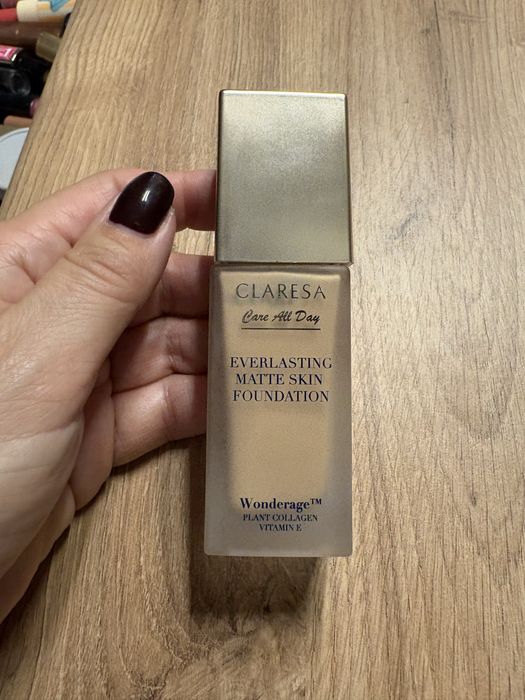 CLARESA
Care All Day
EVERLASTING
MATTE SKIN
FOUNDATION
Wonderage™
PLANT COLLAGEN
VITAMIN E